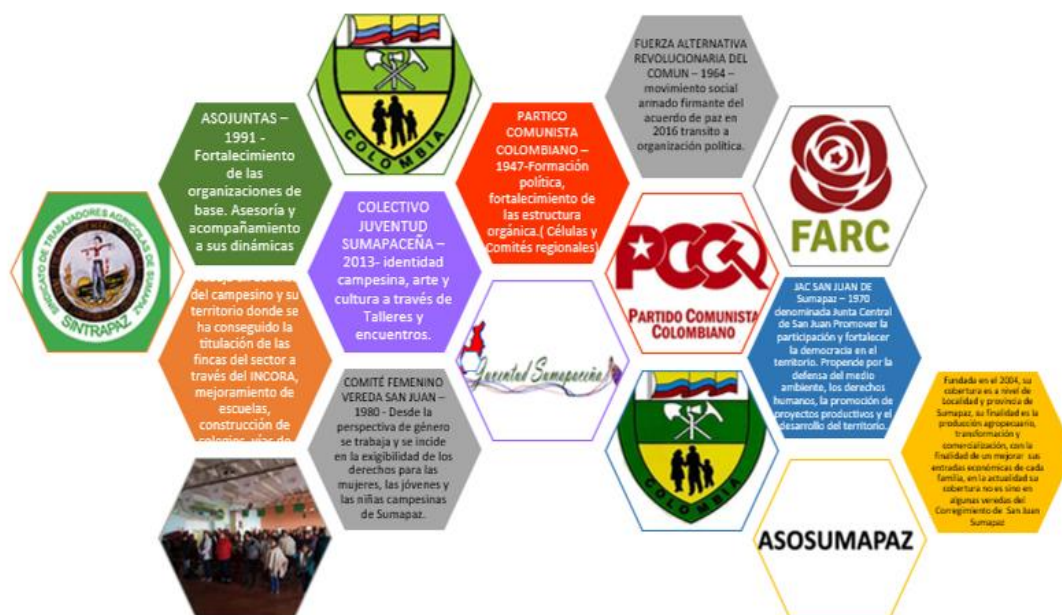 COLOMBIA
FUERZA ALTERNATIVA
REVOLUCIONARIA DEL
COMUN – 1964 –
movimiento social
armado firmante del
acuerdo de paz en
2016 transito a
organización política.
ASOJUNTAS –
1991 -
Fortalecimiento
de las
organizaciones de
base. Asesoría y
acompañamiento
a sus dinámicas
PARTICO
COMUNISTA
COLOMBIANO –
1947-Formación
política,
fortalecimiento de
las estructura
orgánica.( Células y
Comités regionales)
FARC
SINDICATO DE TRABAJADORES AGRICOLAS DE SUMAPAZ
SINTRAPAZ
COLECTIVO
JUVENTUD
SUMAPACEÑA –
2013- identidad
campesina, arte y
cultura a través de
Talleres y
encuentros.
PCC
PARTIDO COMUNISTA
COLOMBIANO
del campesino y su
territorio donde se
ha conseguido la
titulación de las
fincas del sector a
través del INCORA,
mejoramiento de
escuelas,
construcción de
colegios, vías de
Juventud Sumapaceña
JAC SAN JUAN DE
Sumapaz – 1970
denominada Junta Central
de San Juan Promover la
participación y fortalecer
la democracia en el
territorio. Propende por la
defensa del medio
ambiente, los derechos
humanos, la promoción de
proyectos productivos y el
desarrollo del territorio.
COMITÉ FEMENINO
VEREDA SAN JUAN –
1980 - Desde la
perspectiva de género
se trabaja y se incide
en la exigibilidad de los
derechos para las
mujeres, las jóvenes y
las niñas campesinas
de Sumapaz.
COLOMBIA
Fundada en el 2004, su
cobertura es a nivel de
Localidad y provincia de
Sumapaz, su finalidad es la
producción agropecuario,
transformación y
comercialización, con la
finalidad de un mejorar sus
entradas económicas de cada
familia, en la actualidad su
cobertura no es sino en
algunas veredas del
Corregimiento de San Juan
Sumapaz
ASOSUMAPAZ